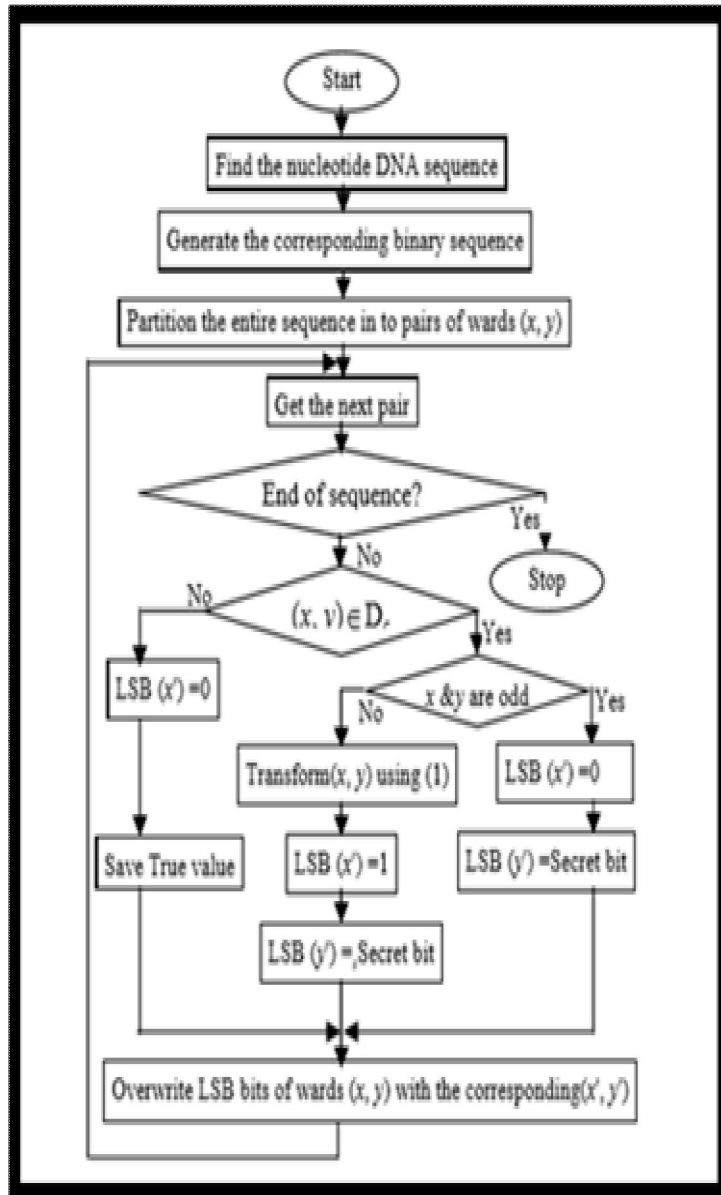 Start
Find the nucleotide DNA sequence
Generate the corresponding binary sequence
Partition the entire sequence in to pairs of wards (x, y)
Get the next pair
End of sequence?
Yes
No
Stop
No
(x, v) ∈ D,
Yes
LSB (x') =0
x &y are odd
No
Yes
Transform(x, y) using (1)
LSB (x') =0
Save True value
LSB (x') =1
LSB (y') =Secret bit
LSB (y') =,Secret bit
Overwrite LSB bits of wards (x, y) with the corresponding(x', y')